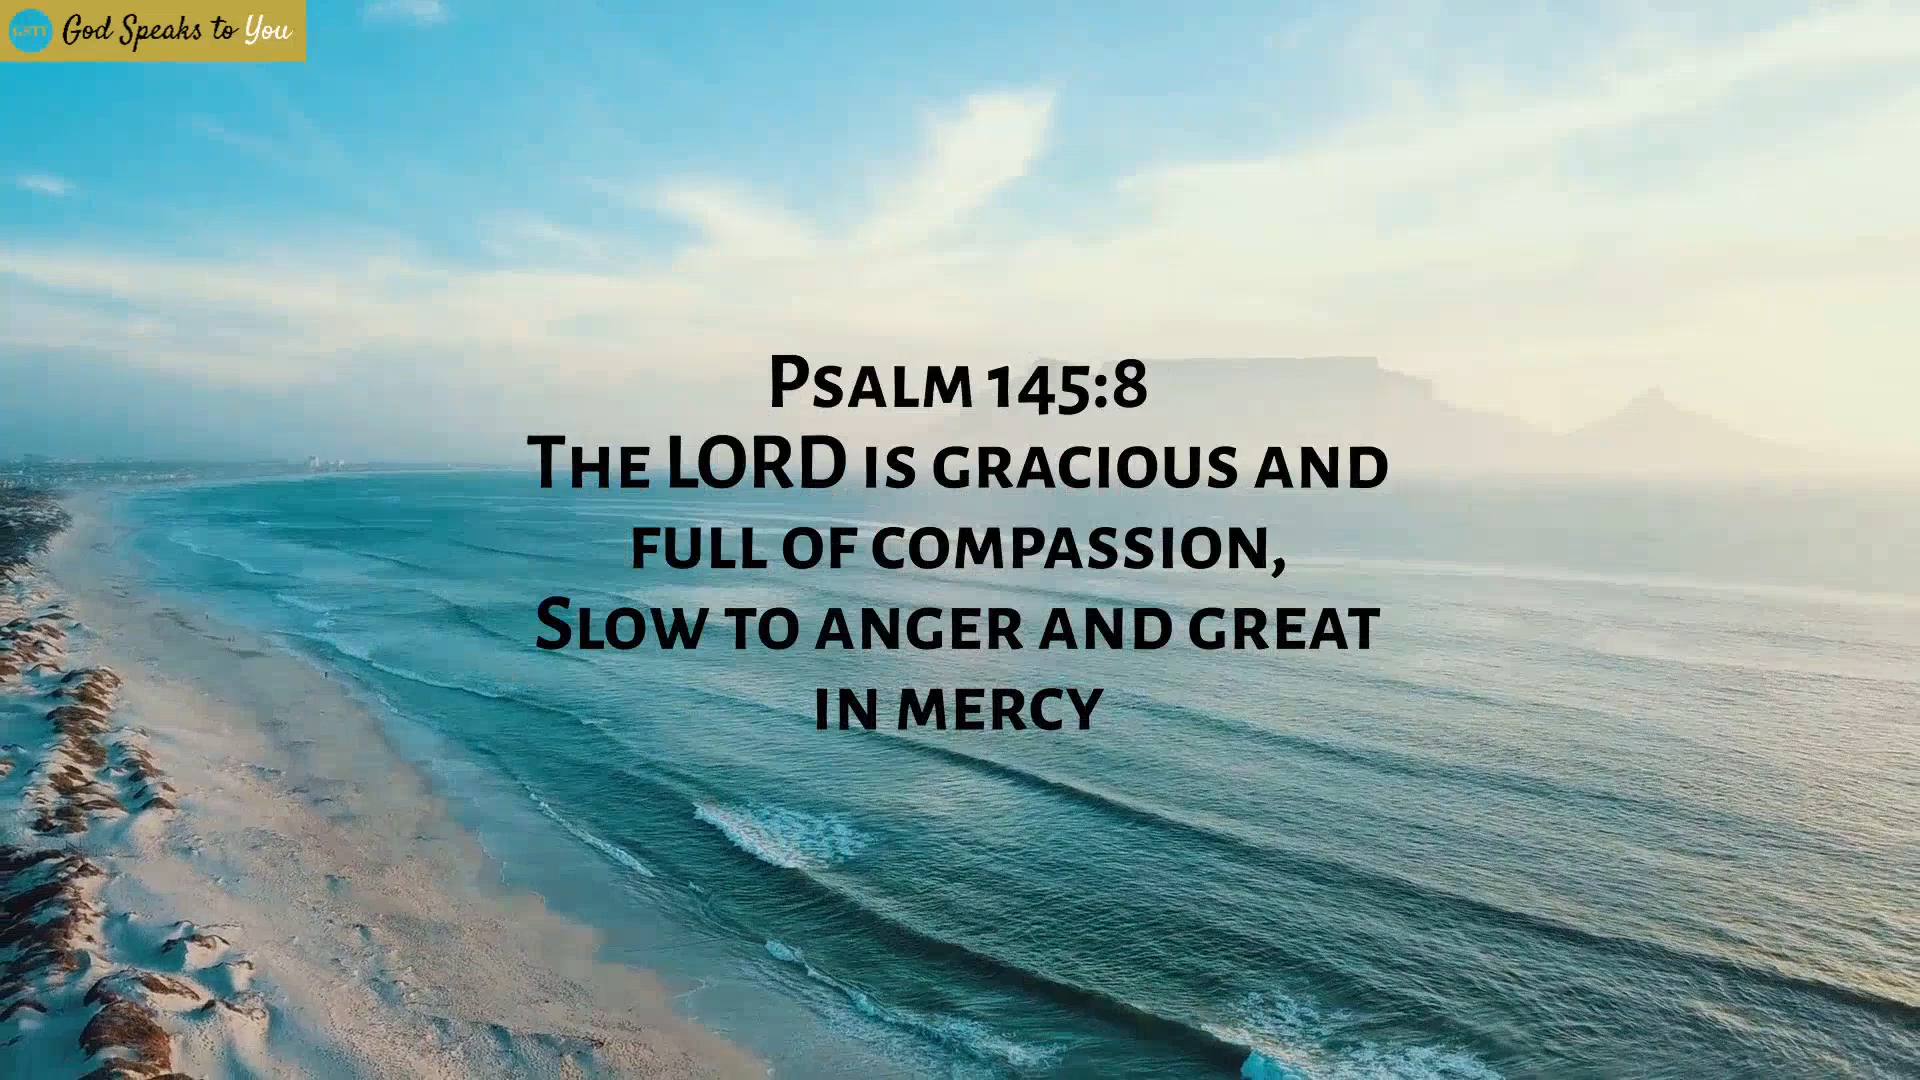 GSTY God Speaks to You
Psalm 145:8
The LORD is gracious and
full of compassion,
Slow to anger and great
in mercy